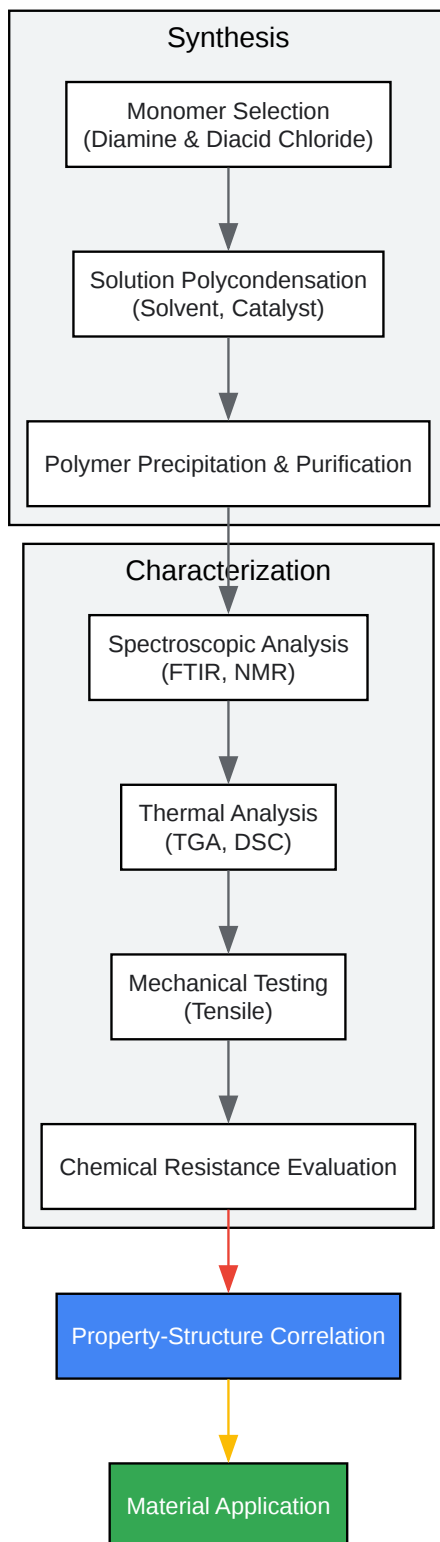 Synthesis
Monomer Selection
(Diamine & Diacid Chloride)
Solution Polycondensation
(Solvent, Catalyst)
Polymer Precipitation & Purification
Characterization
Spectroscopic Analysis
(FTIR, NMR)
Thermal Analysis
(TGA, DSC)
Mechanical Testing
(Tensile)
Chemical Resistance Evaluation
Property-Structure Correlation
Material Application